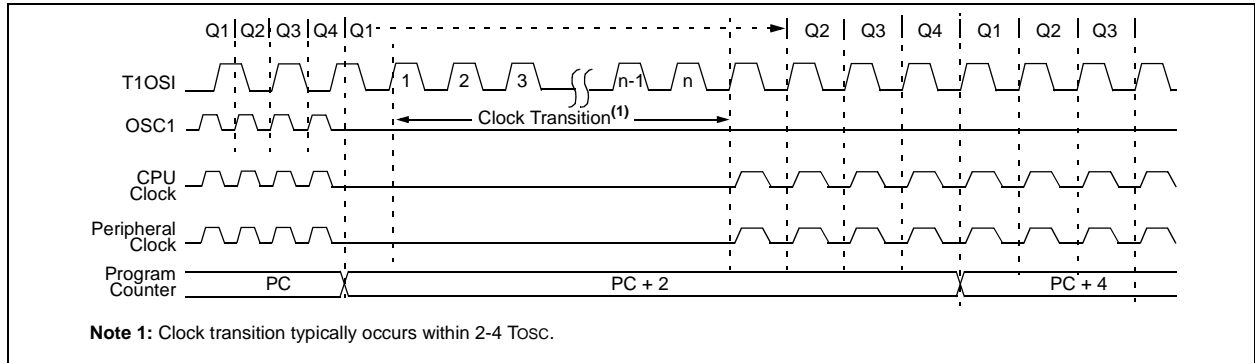 Q1 Q2 Q3 Q4 Q1 Q2 Q3 Q4 Q1 Q2 Q3
T1OSI 1 2 3 n-1 n
Clock Transition(1)
OSC1
CPU
Clock
Peripheral
Clock
Program
Counter PC PC + 2 PC + 4
Note 1: Clock transition typically occurs within 2-4 TOSC.